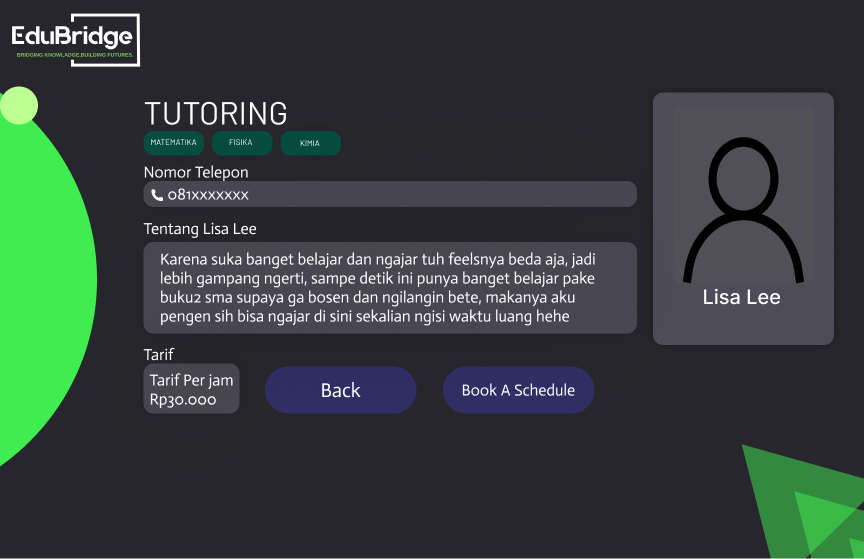 EduBridge
BRIDGING KNOWLADGE,BUILDING FUTURES.
TUTORING
MATEMATIKA FISIKA KIMIA
Nomor Telepon
081xxxxxxx
Tentang Lisa Lee
Karena suka banget belajar dan ngajar tuh feelsnya beda aja, jadi
lebih gampang ngerti, sampe detik ini punya banget belajar pake
buku2 sma supaya ga bosen dan ngilangin bete, makanya aku
pengen sih bisa ngajar di sini sekalian ngisi waktu luang hehe
Lisa Lee
Tarif
Tarif Per jam
Rp30.000
Back
Book A Schedule